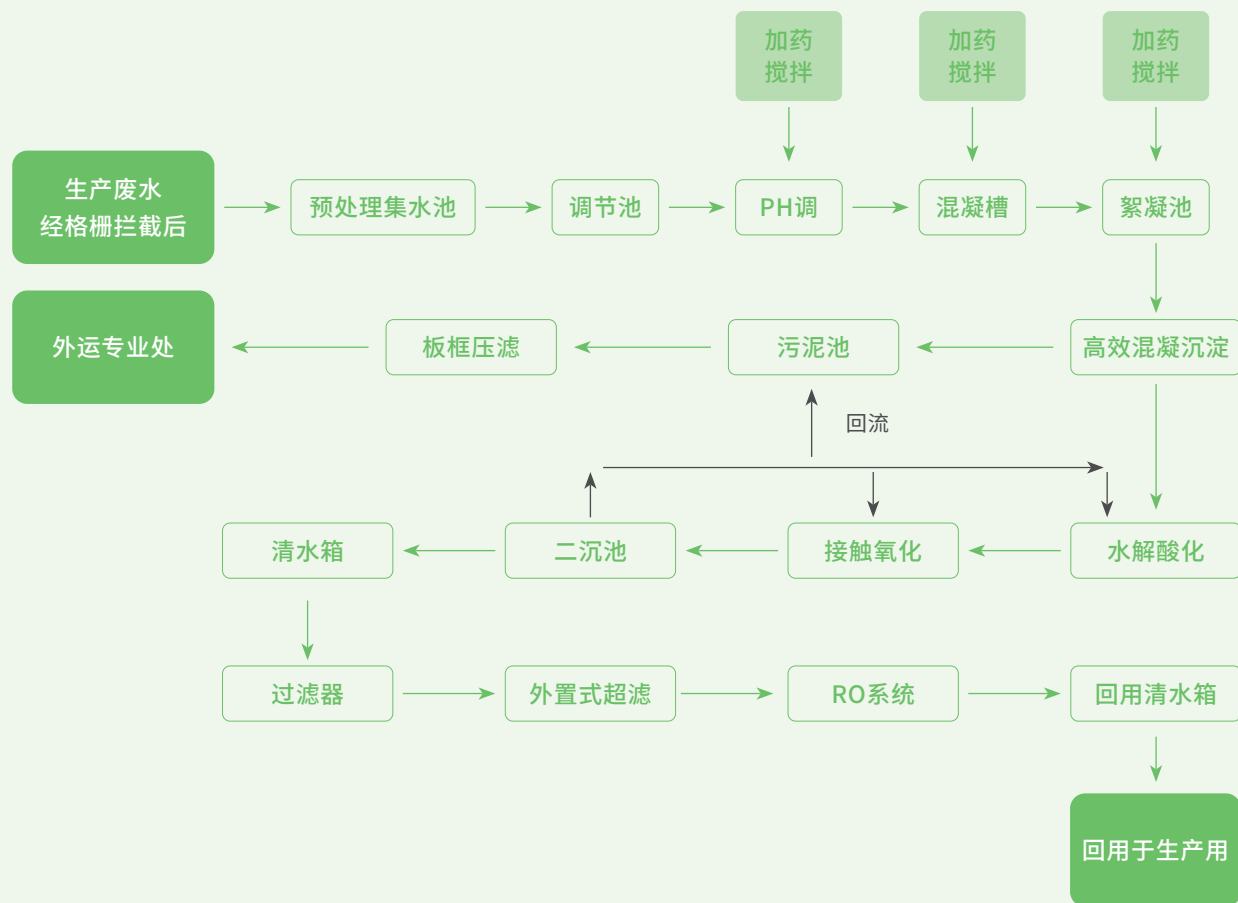 加药
搅拌
加药
搅拌
加药
搅拌
生产废水
经格栅拦截后
预处理集水池
调节池
PH调
混凝槽
絮凝池
外运专业处
板框压滤
污泥池
高效混凝沉淀
回流
清水箱
二沉池
接触氧化
水解酸化
过滤器
外置式超滤
RO系统
回用清水箱
回用于生产用